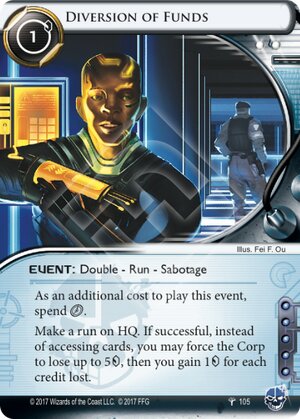 DIVERSION OF FUNDS
1
Illus. Fei F. Ou
EVENT: Double - Run - Sabotage
As an additional cost to play this event,
spend .
Make a run on HQ. If successful, instead
of accessing cards, you may force the Corp
to lose up to 5, then you gain 1 for each
credit lost.
© 2017 Wizards of the Coast LLC. © 2017 FFG
105